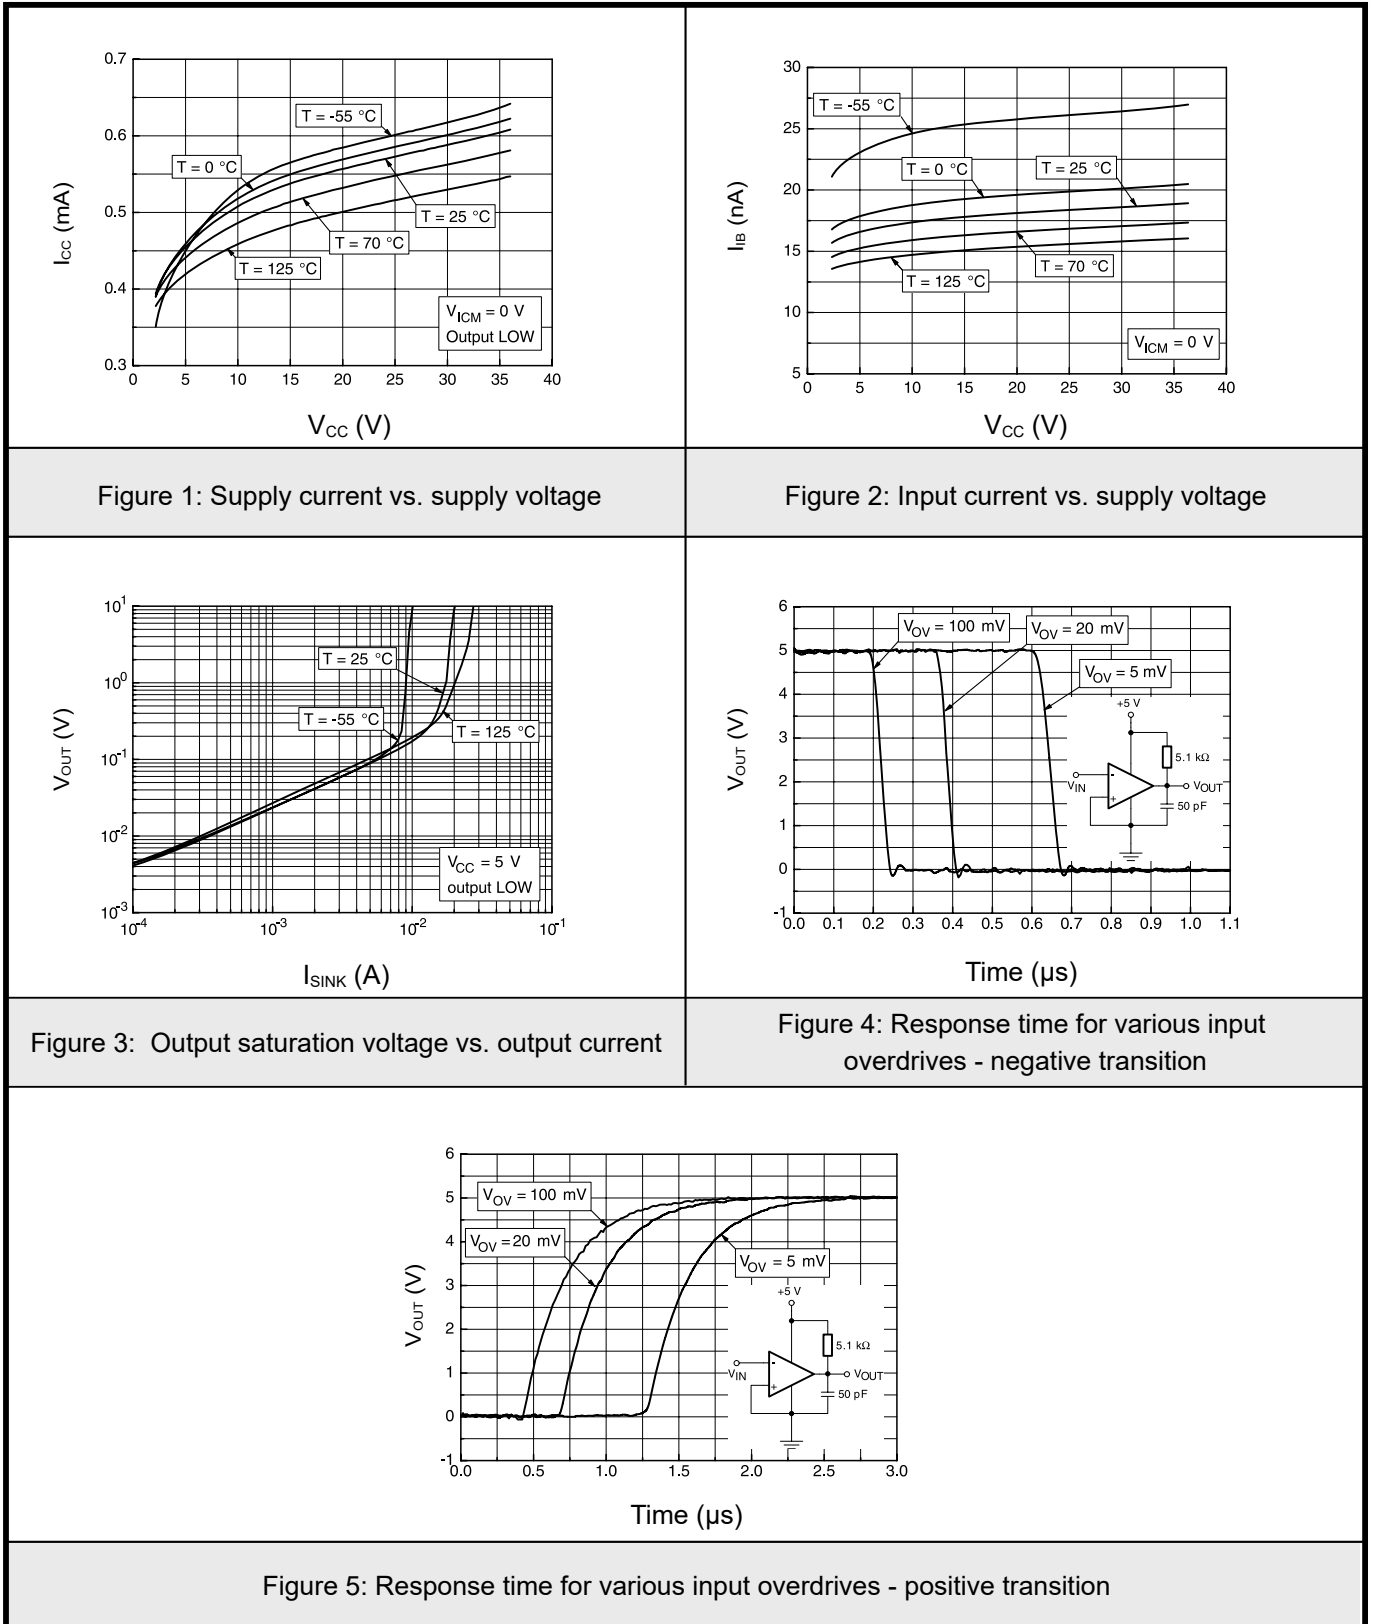 0.7
T = -55 °C
0.6
T = 0 °C
0.5
T = 25 °C
T = 70 °C
T = 125 °C
0.4
V_ICM = 0 V
Output LOW
0.3
0 5 10 15 20 25 30 35 40
I_CC (mA)
V_CC (V)
Figure 1: Supply current vs. supply voltage
30
T = -55 °C
25
T = 0 °C
T = 25 °C
20
15
T = 70 °C
T = 125 °C
10
V_ICM = 0 V
5
0 5 10 15 20 25 30 35 40
I_IB (nA)
V_CC (V)
Figure 2: Input current vs. supply voltage
10^1
T = 25 °C
10^0
T = -55 °C
T = 125 °C
10^-1
10^-2
V_CC = 5 V
output LOW
10^-3
10^-4 10^-3 10^-2 10^-1
V_OUT (V)
I_SINK (A)
Figure 3: Output saturation voltage vs. output current
6
V_OV = 100 mV
V_OV = 20 mV
5
V_OV = 5 mV
4
+5 V
3
5.1 kΩ
2
V_IN
-
+
V_OUT
50 pF
1
0
-1
0.0 0.1 0.2 0.3 0.4 0.5 0.6 0.7 0.8 0.9 1.0 1.1
V_OUT (V)
Time (µs)
Figure 4: Response time for various input
overdrives - negative transition
6
5
V_OV = 100 mV
4
V_OV = 20 mV
V_OV = 5 mV
3
+5 V
2
5.1 kΩ
1
V_IN
-
+
V_OUT
50 pF
0
-1
0.0 0.5 1.0 1.5 2.0 2.5 3.0
V_OUT (V)
Time (µs)
Figure 5: Response time for various input overdrives - positive transition